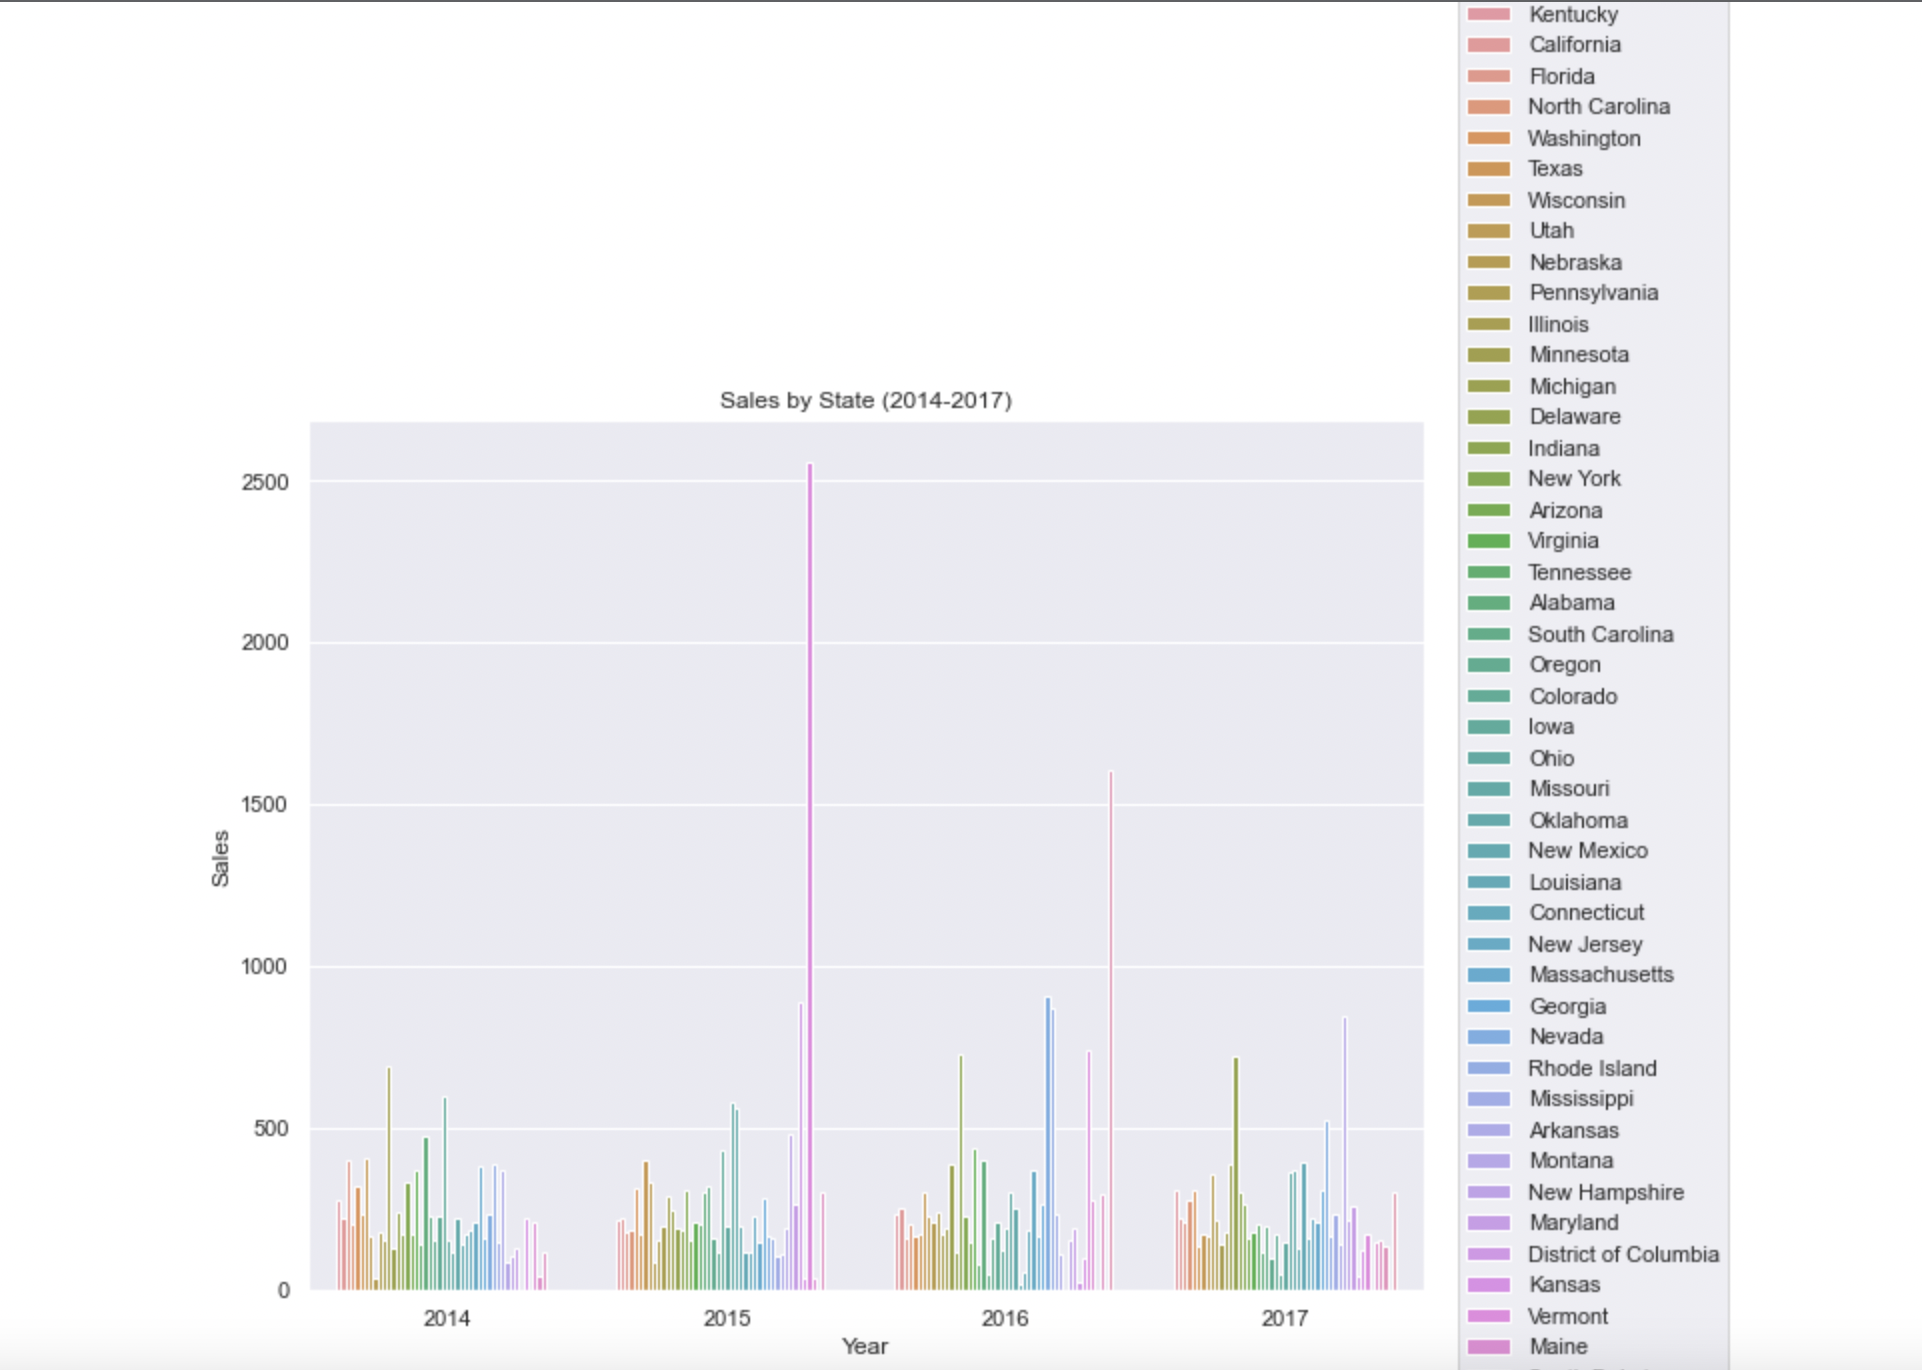 Sales by State (2014-2017)
2500
2000
1500
1000
500
0
Sales
2014 2015 2016 2017
Year
Kentucky
California
Florida
North Carolina
Washington
Texas
Wisconsin
Utah
Nebraska
Pennsylvania
Illinois
Minnesota
Michigan
Delaware
Indiana
New York
Arizona
Virginia
Tennessee
Alabama
South Carolina
Oregon
Colorado
Iowa
Ohio
Missouri
Oklahoma
New Mexico
Louisiana
Connecticut
New Jersey
Massachusetts
Georgia
Nevada
Rhode Island
Mississippi
Arkansas
Montana
New Hampshire
Maryland
District of Columbia
Kansas
Vermont
Maine